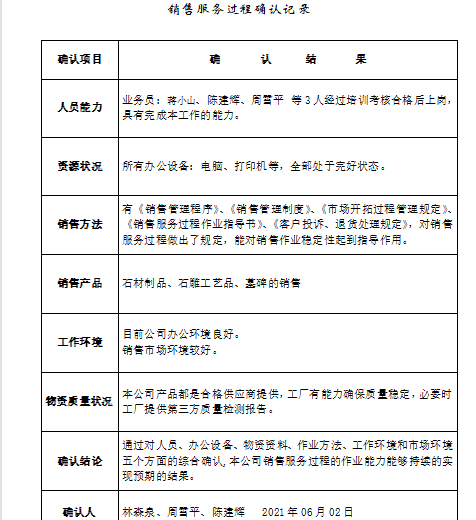 销售服务过程确认记录
确认项目 确 认 结 果
人员能力 业务员：蒋小山、陈建辉、周雪平 等3人经过培训考核合格后上岗，
具有完成本工作的能力。
资源状况 所有办公设备：电脑、打印机等，全部处于完好状态。
销售方法 有《销售管理程序》、《销售管理制度》、《市场开拓过程管理规定》、
《销售服务过程作业指导书》、《客户投诉、退货处理规定》，对销售
服务过程做出了规定，能对销售作业稳定性起到指导作用。
销售产品 石材制品、石雕工艺品、墓碑的销售
工作环境 目前公司办公环境良好。
销售市场环境较好。
物资质量状况 本公司产品都是合格供应商提供，工厂有能力确保质量稳定，必要时
工厂提供第三方质量检测报告。
确认结论 通过对人员、办公设备、物资资料、作业方法、工作环境和市场环境
五个方面的综合确认，本公司销售服务过程的作业能力能够持续的实
现预期的结果。
确认人 林淼泉、周雪平、陈建辉 2021年06月02日